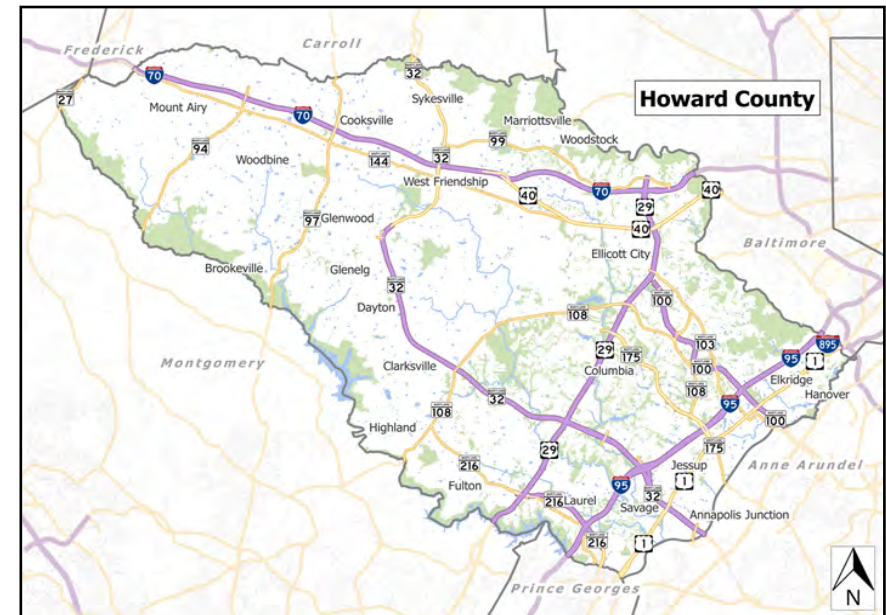 Frederick
Carroll
Howard County
70
32
27
Mount Airy
70
Sykesville
Cooksville
Marriottsville
MARYLAND
99
Woodstock
94
Woodbine
144
32
West Friendship
40
70
40
29
97
Glenwood
40
Baltimore
Ellicott City
Brookeville
Glenelg
32
100
Dayton
108
103
895
Montgomery
29
175
95
1
Clarksville
Columbia
100
Elkridge
32
108
Hanover
108
95
100
Highland
29
175
216
Jessup
Anne Arundel
Fulton
95
1
216
Laurel
32
Savage
Annapolis Junction
216
1
Prince Georges
N